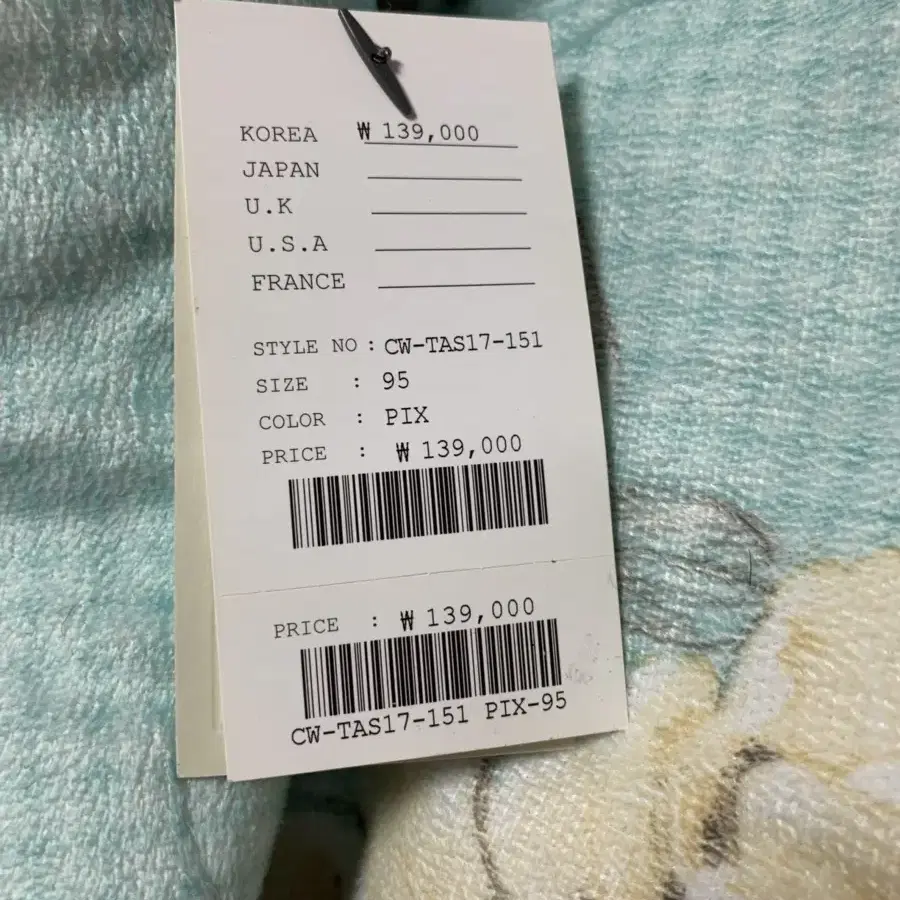 KOREA ₩ 139,000
JAPAN
U.K
U.S.A
FRANCE
STYLE NO : CW-TAS17-151
SIZE : 95
COLOR : PIX
PRICE : ₩ 139,000
PRICE : ₩ 139,000
CW-TAS17-151 PIX-95